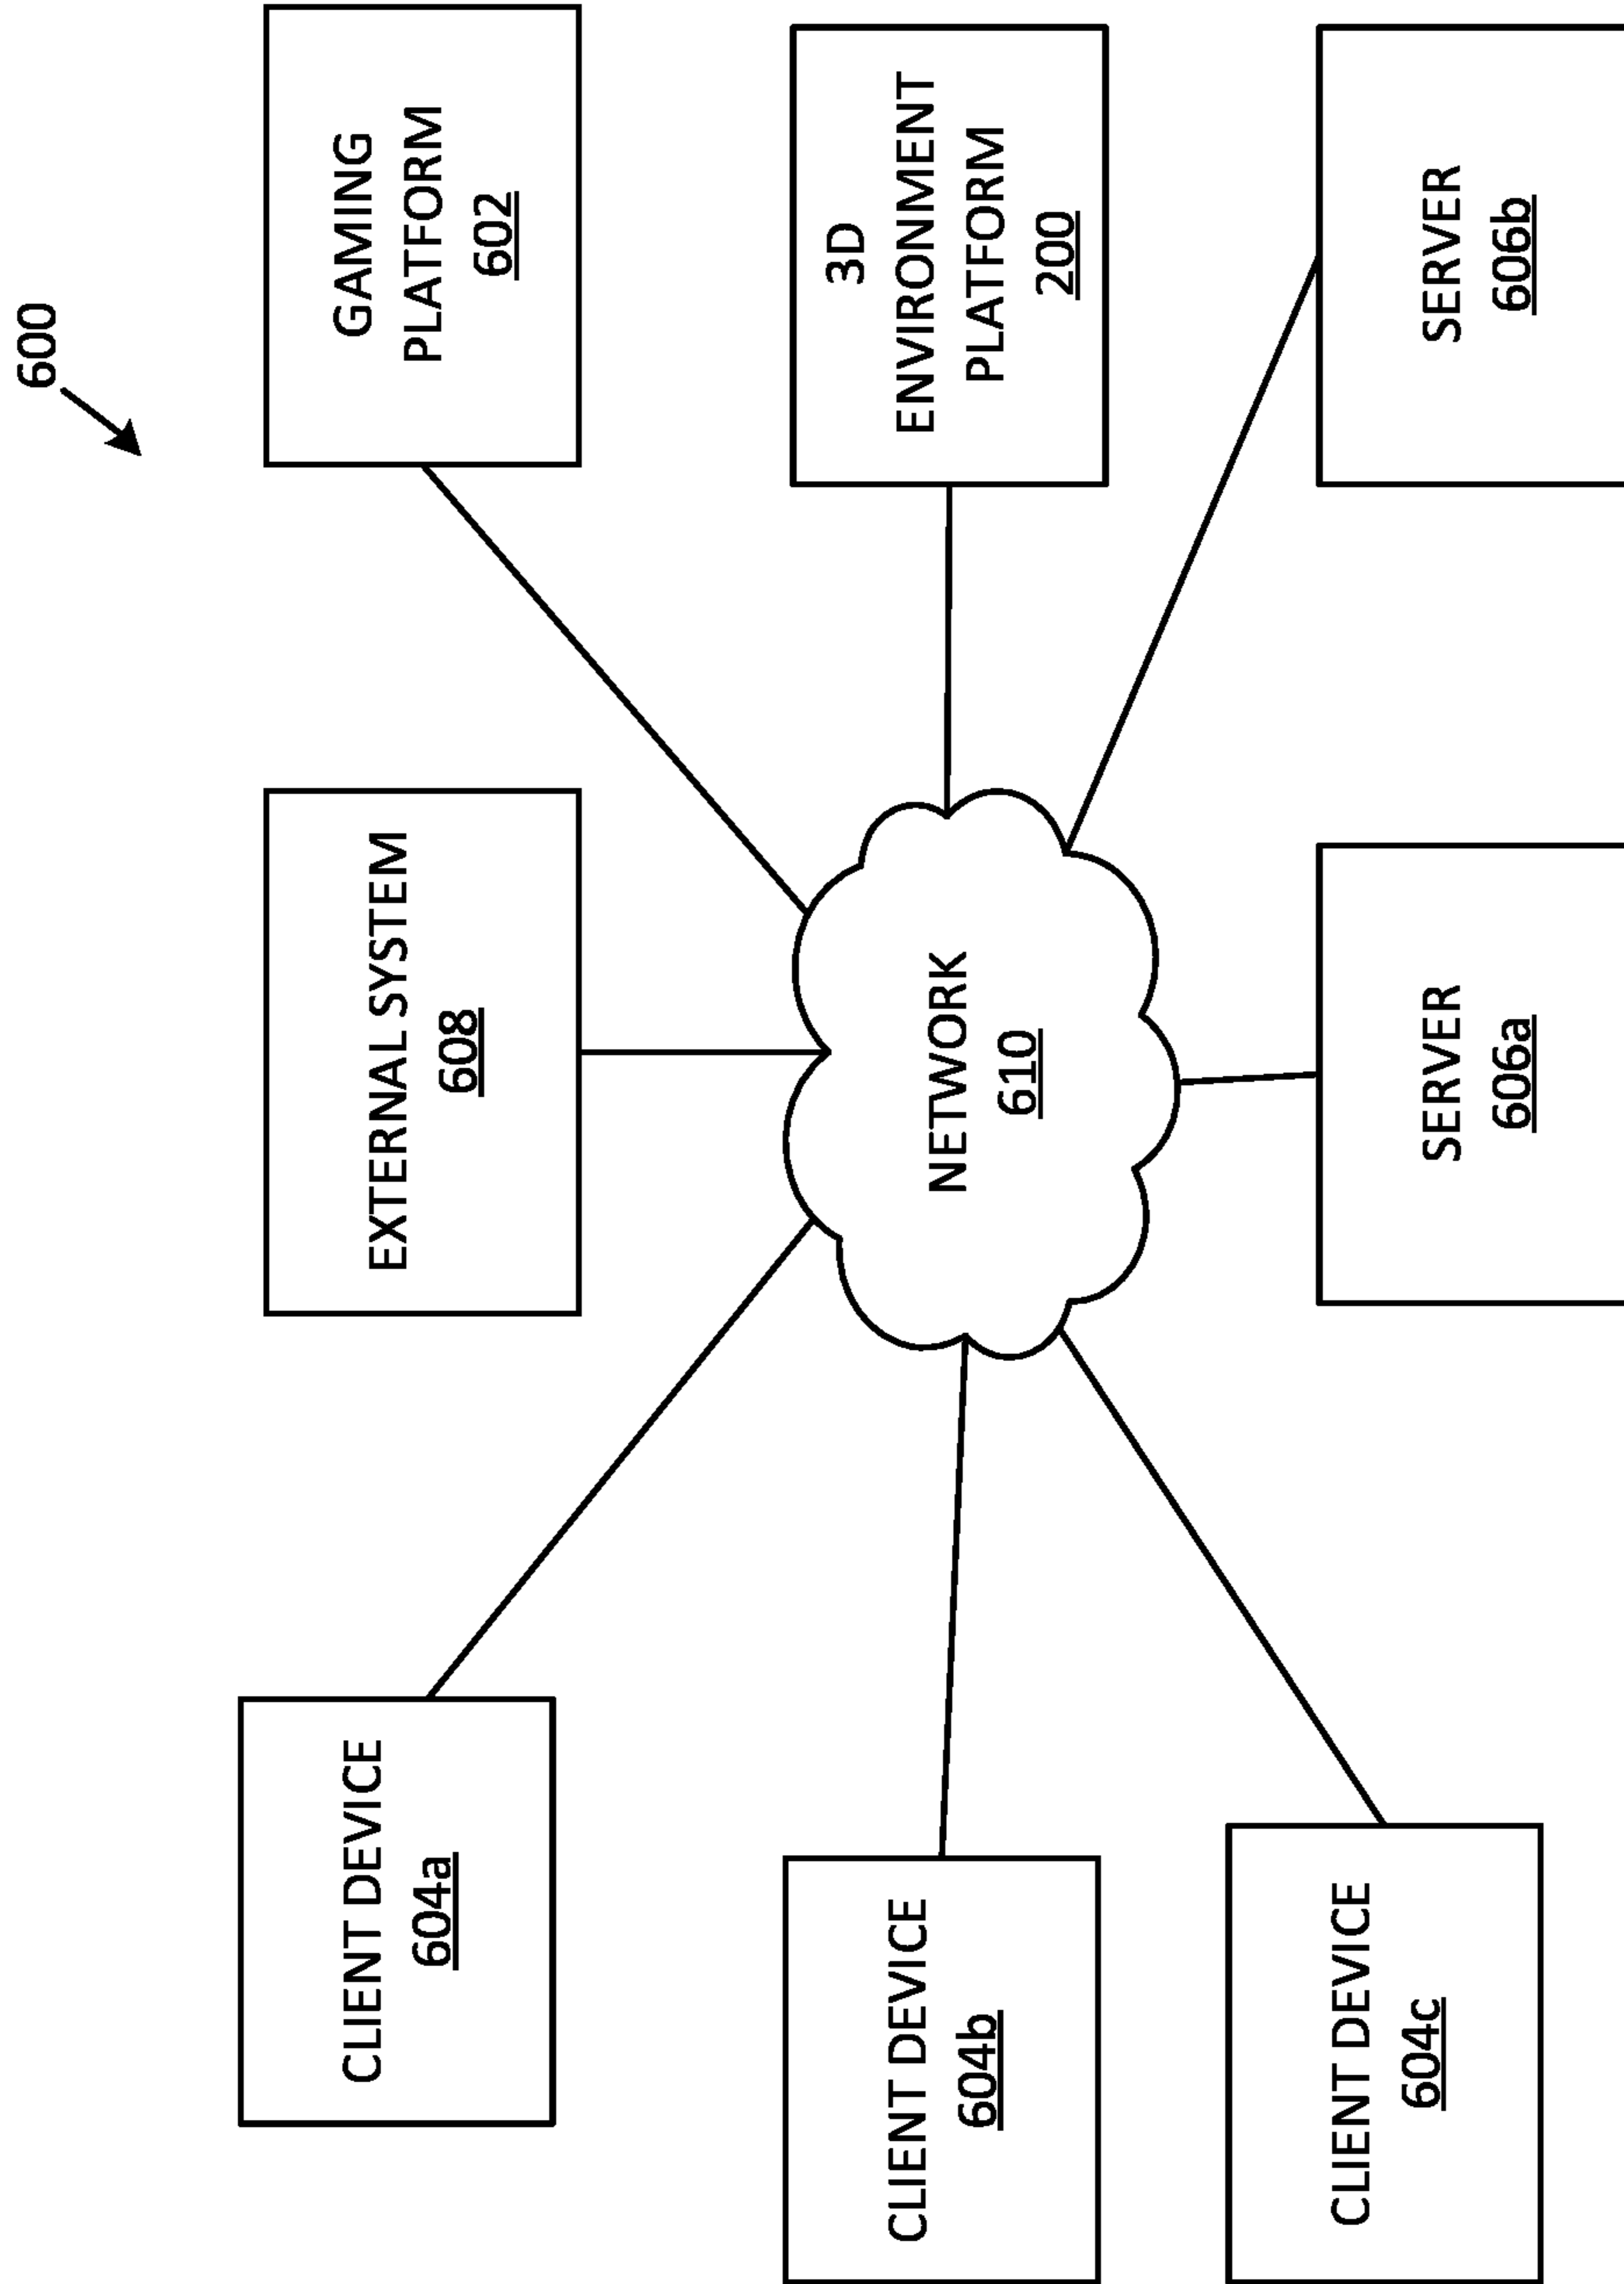 600
CLIENT DEVICE
604a
EXTERNAL SYSTEM
608
GAMING
PLATFORM
602
CLIENT DEVICE
604b
NETWORK
610
3D
ENVIRONMENT
PLATFORM
200
CLIENT DEVICE
604c
SERVER
606a
SERVER
606b